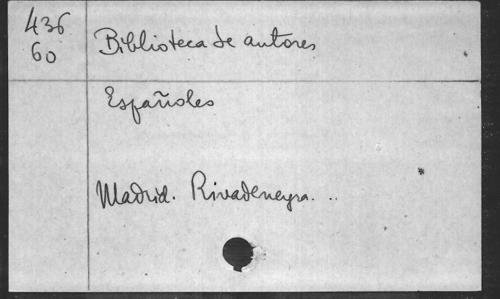 436
60
Biblioteca de autores
Españoles
Madrid. Rivadeneyra. ..